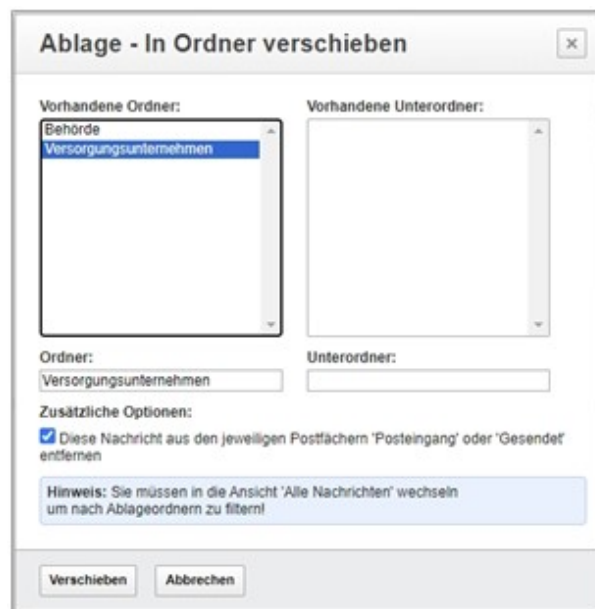 Ablage - In Ordner verschieben
Vorhandene Ordner:
Behörde
Versorgungsunternehmen
Vorhandene Unterordner:
Ordner:
Versorgungsunternehmen
Unterordner:
Zusätzliche Optionen:
Diese Nachricht aus den jeweiligen Postfächern 'Posteingang' oder 'Gesendet'
entfernen
Hinweis: Sie müssen in die Ansicht 'Alle Nachrichten' wechseln
um nach Ablageordnern zu filtern!
Verschieben
Abbrechen